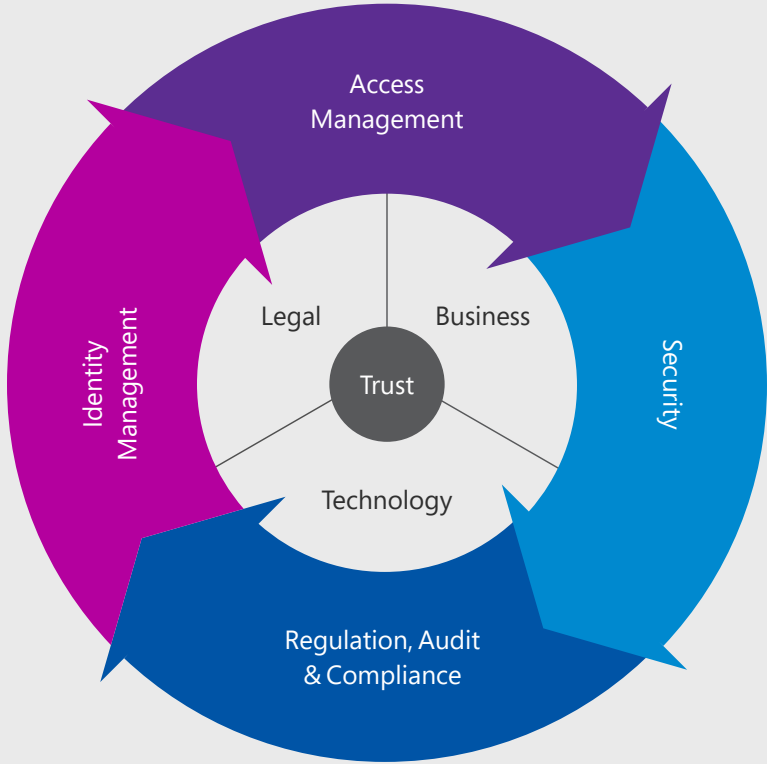 Access
Management
Legal
Business
Identity
Management
Trust
Security
Technology
Regulation, Audit
& Compliance